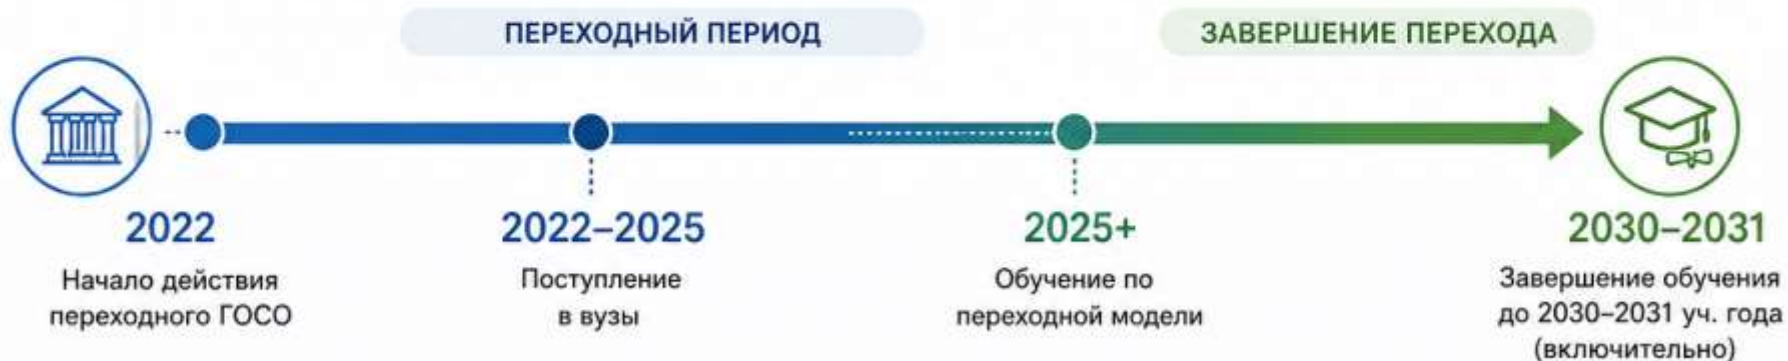 ПЕРЕХОДНЫЙ ПЕРИОД
ЗАВЕРШЕНИЕ ПЕРЕХОДА
2022
Начало действия
переходного ГОСО
2022–2025
Поступление
в вузы
2025+
Обучение по
переходной модели
2030–2031
Завершение обучения
до 2030–2031 уч. года
(включительно)